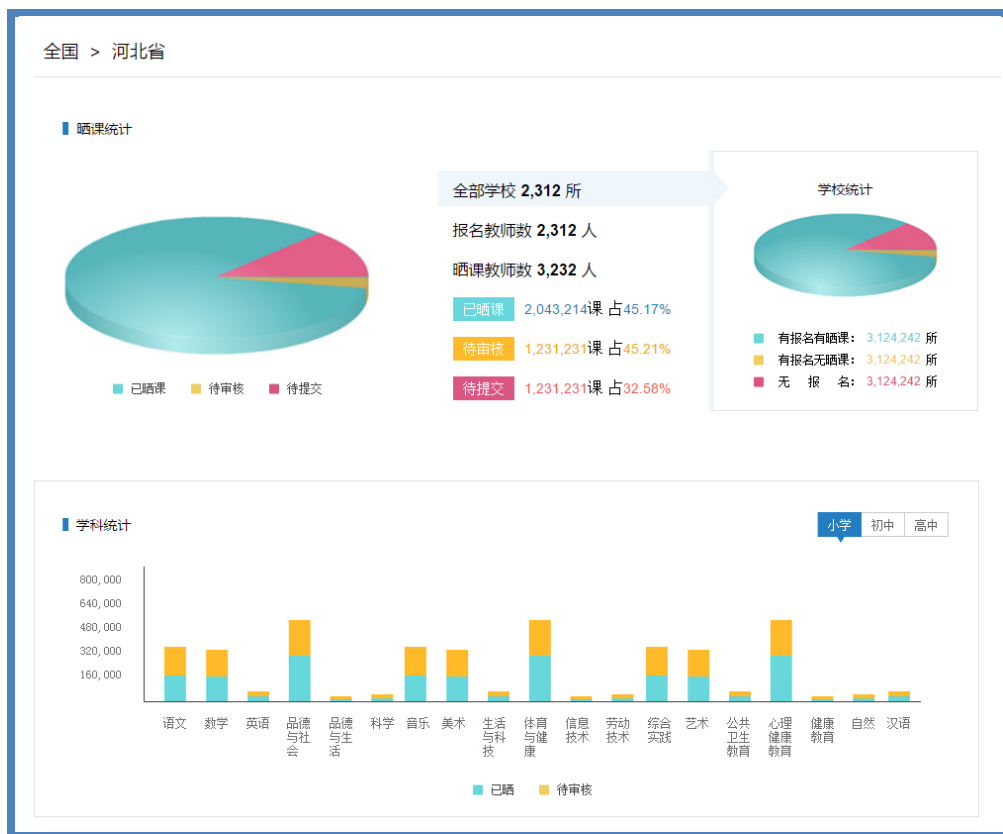 全国 > 河北省
晒课统计
全部学校 2,312 所
报名教师数 2,312 人
晒课教师数 3,232 人
已晒课 2,043,214课 占45.17%
待审核 1,231,231课 占45.21%
待提交 1,231,231课 占32.58%
已晒课 待审核 待提交
学校统计
有报名有晒课： 3,124,242 所
有报名无晒课： 3,124,242 所
无 报 名： 3,124,242 所
学科统计
小学 初中 高中
800,000
640,000
480,000
320,000
160,000
语文
数学
英语
品德
与社
会
品德
与生
活
科学
音乐
美术
生活
与科
技
体育
与健
康
信息
技术
劳动
技术
综合
实践
艺术
公共
卫生
教育
心理
健康
教育
健康
教育
自然
汉语
已晒 待审核